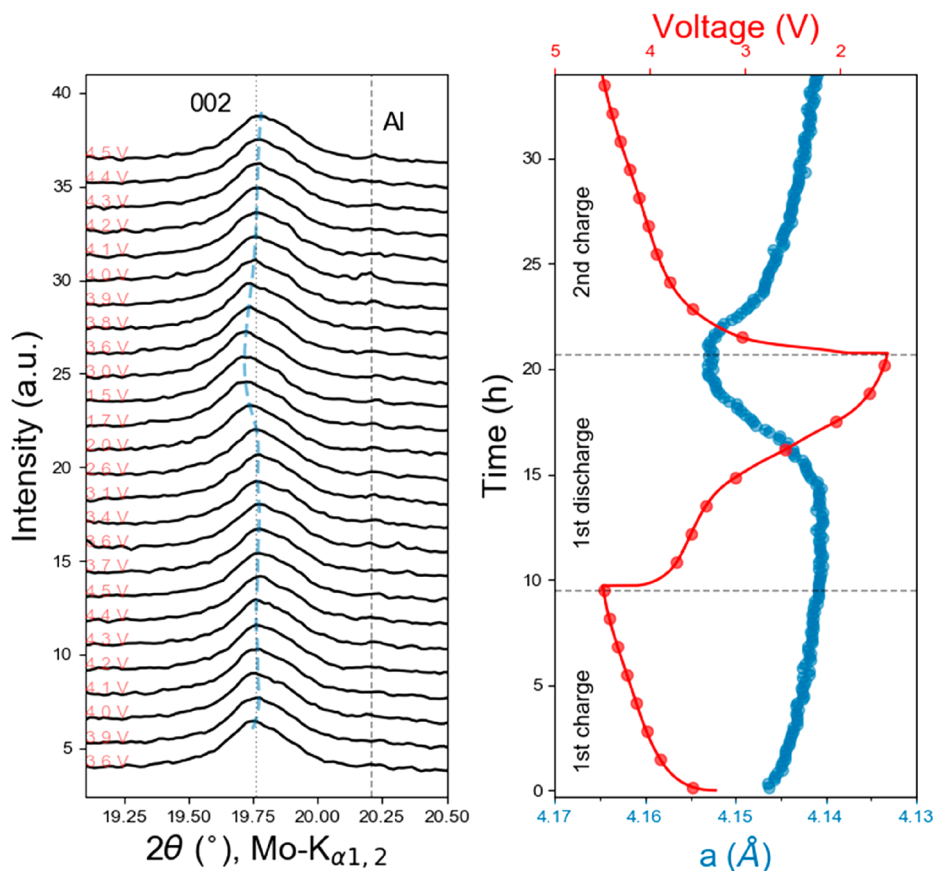 002
Al
4.5 V
4.4 V
4.3 V
4.2 V
4.1 V
4.0 V
3.9 V
3.8 V
3.6 V
3.0 V
1.5 V
1.7 V
2.0 V
2.6 V
3.1 V
3.4 V
3.6 V
3.7 V
4.5 V
4.4 V
4.3 V
4.2 V
4.1 V
4.0 V
3.9 V
3.6 V
40
35
30
25
20
15
10
5
Intensity (a.u.)
19.25 19.50 19.75 20.00 20.25 20.50
2θ (°), Mo-Kα1, 2
Voltage (V)
5 4 3 2
30
25
20
15
10
5
0
Time (h)
2nd charge
1st discharge
1st charge
4.17 4.16 4.15 4.14 4.13
a (Å)